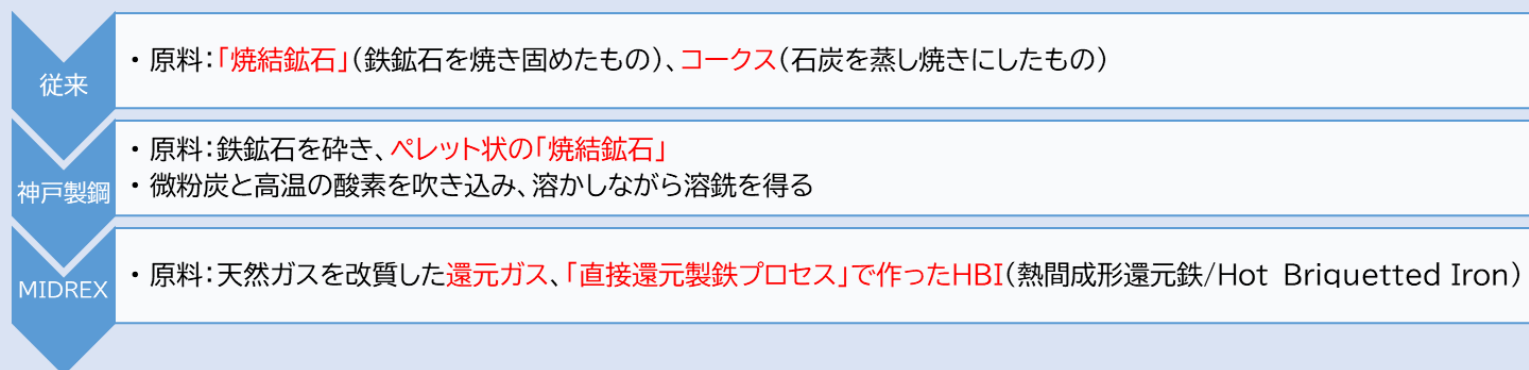 従来
・原料：「焼結鉱石」（鉄鉱石を焼き固めたもの）、コークス（石炭を蒸し焼きにしたもの）
神戸製鋼
・原料：鉄鉱石を砕き、ペレット状の「焼結鉱石」
・微粉炭と高温の酸素を吹き込み、溶かしながら溶銑を得る
MIDREX
・原料：天然ガスを改質した還元ガス、「直接還元製鉄プロセス」で作ったHBI（熱間成形還元鉄/Hot Briquetted Iron）